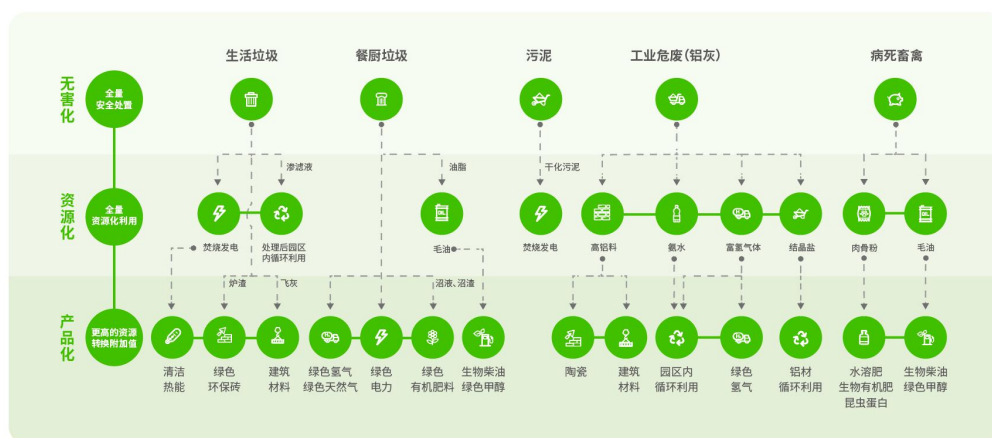 生活垃圾
餐厨垃圾
污泥
工业危废(铝灰)
病死畜禽
无害化
全量
安全处置
渗滤液
油脂
干化污泥
资源化
全量
资源化利用
焚烧发电
处理后园区
内循环利用
毛油
焚烧发电
高铝料
氨水
富氢气体
结晶盐
肉骨粉
毛油
炉渣
飞灰
沼液、沼渣
产品化
更高的资源
转换附加值
清洁
热能
绿色
环保砖
建筑
材料
绿色氢气
绿色天然气
绿色
电力
绿色
有机肥料
生物柴油
绿色甲醇
陶瓷
建筑
材料
园区内
循环利用
绿色
氢气
铝材
循环利用
水溶肥
生物有机肥
昆虫蛋白
生物柴油
绿色甲醇